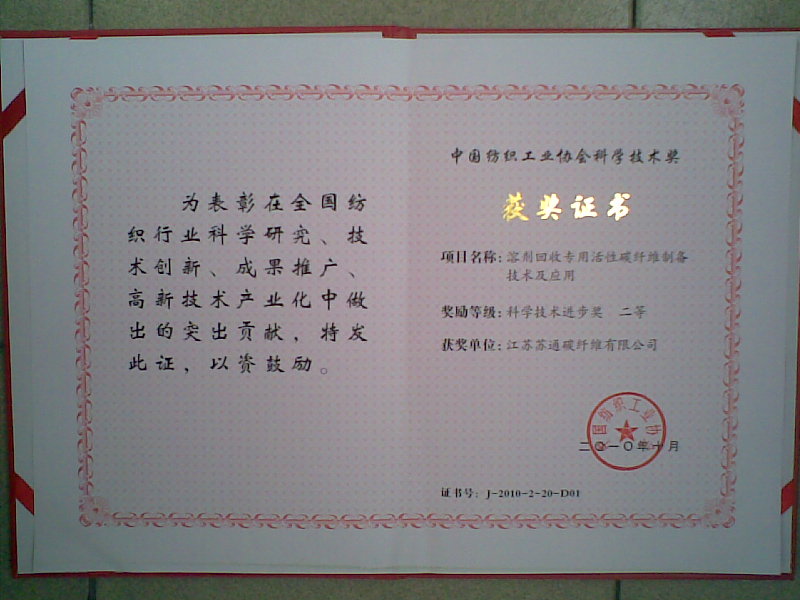 为表彰在全国纺
织行业科学研究、技
术创新、成果推广、
高新技术产业化中做
出的突出贡献，特发
此证，以资鼓励。
中国纺织工业协会科学技术奖
获奖证书
项目名称：溶剂回收专用活性碳纤维制备
技术及应用
奖励等级：科学技术进步奖　二等
获奖单位：江苏苏通碳纤维有限公司
国纺织工业协
二〇一〇年十月
证书号：J-2010-2-20-D01